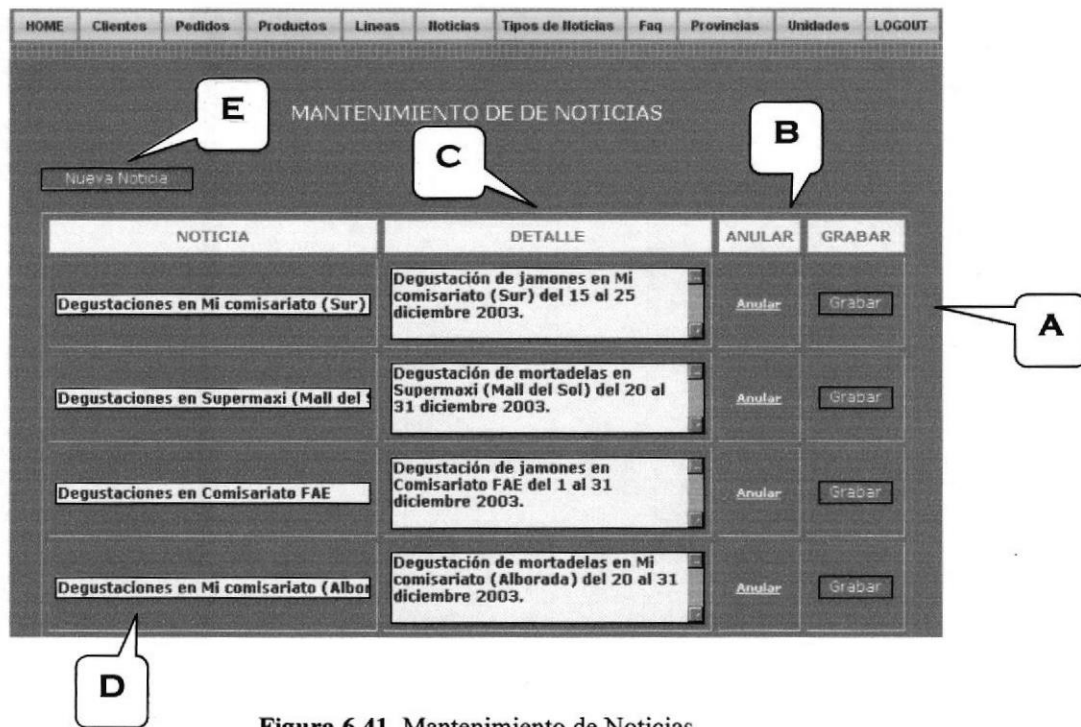 HOME Clientes Pedidos Productos Lineas Noticias Tipos de Noticias Faq Provincias Unidades LOGOUT
E
MANTENIMIENTO DE DE NOTICIAS
B
C
Nueva Noticia
NOTICIA DETALLE ANULAR GRABAR
Degustaciones en Mi comisariato (Sur)
Degustación de jamones en Mi
comisariato (Sur) del 15 al 25
diciembre 2003.
Anular Grabar
A
Degustaciones en Supermaxi (Mall del
Degustación de mortadelas en
Supermaxi (Mall del Sol) del 20 al
31 diciembre 2003.
Anular Grabar
Degustaciones en Comisariato FAE
Degustación de jamones en
Comisariato FAE del 1 al 31
diciembre 2003.
Anular Grabar
Degustaciones en Mi comisariato (Albor
Degustación de mortadelas en Mi
comisariato (Alborada) del 20 al 31
diciembre 2003.
Anular Grabar
D
Figura 6.41. Mantenimiento de Noticias